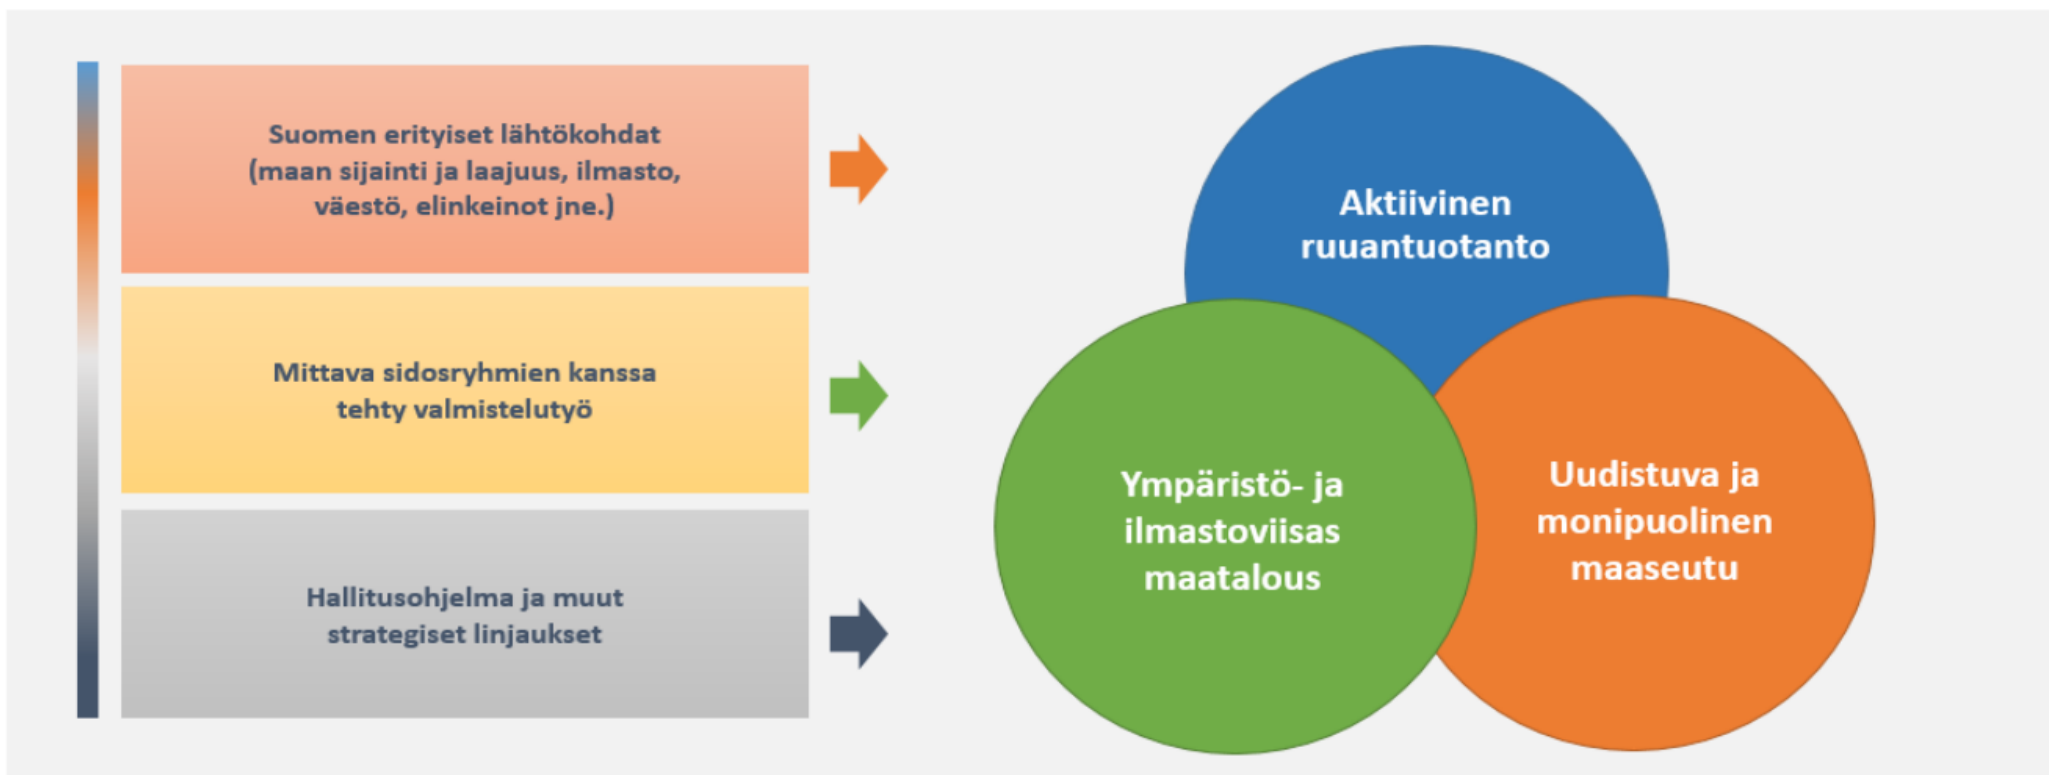 Suomen erityiset lähtökohdat
(maan sijainti ja laajuus, ilmasto,
väestö, elinkeinot jne.)
Mittava sidosryhmien kanssa
tehty valmistelutyö
Hallitusohjelma ja muut
strategiset linjaukset
Aktiivinen
ruuantuotanto
Ympäristö- ja
ilmastoviisas
maatalous
Uudistuva ja
monipuolinen
maaseutu